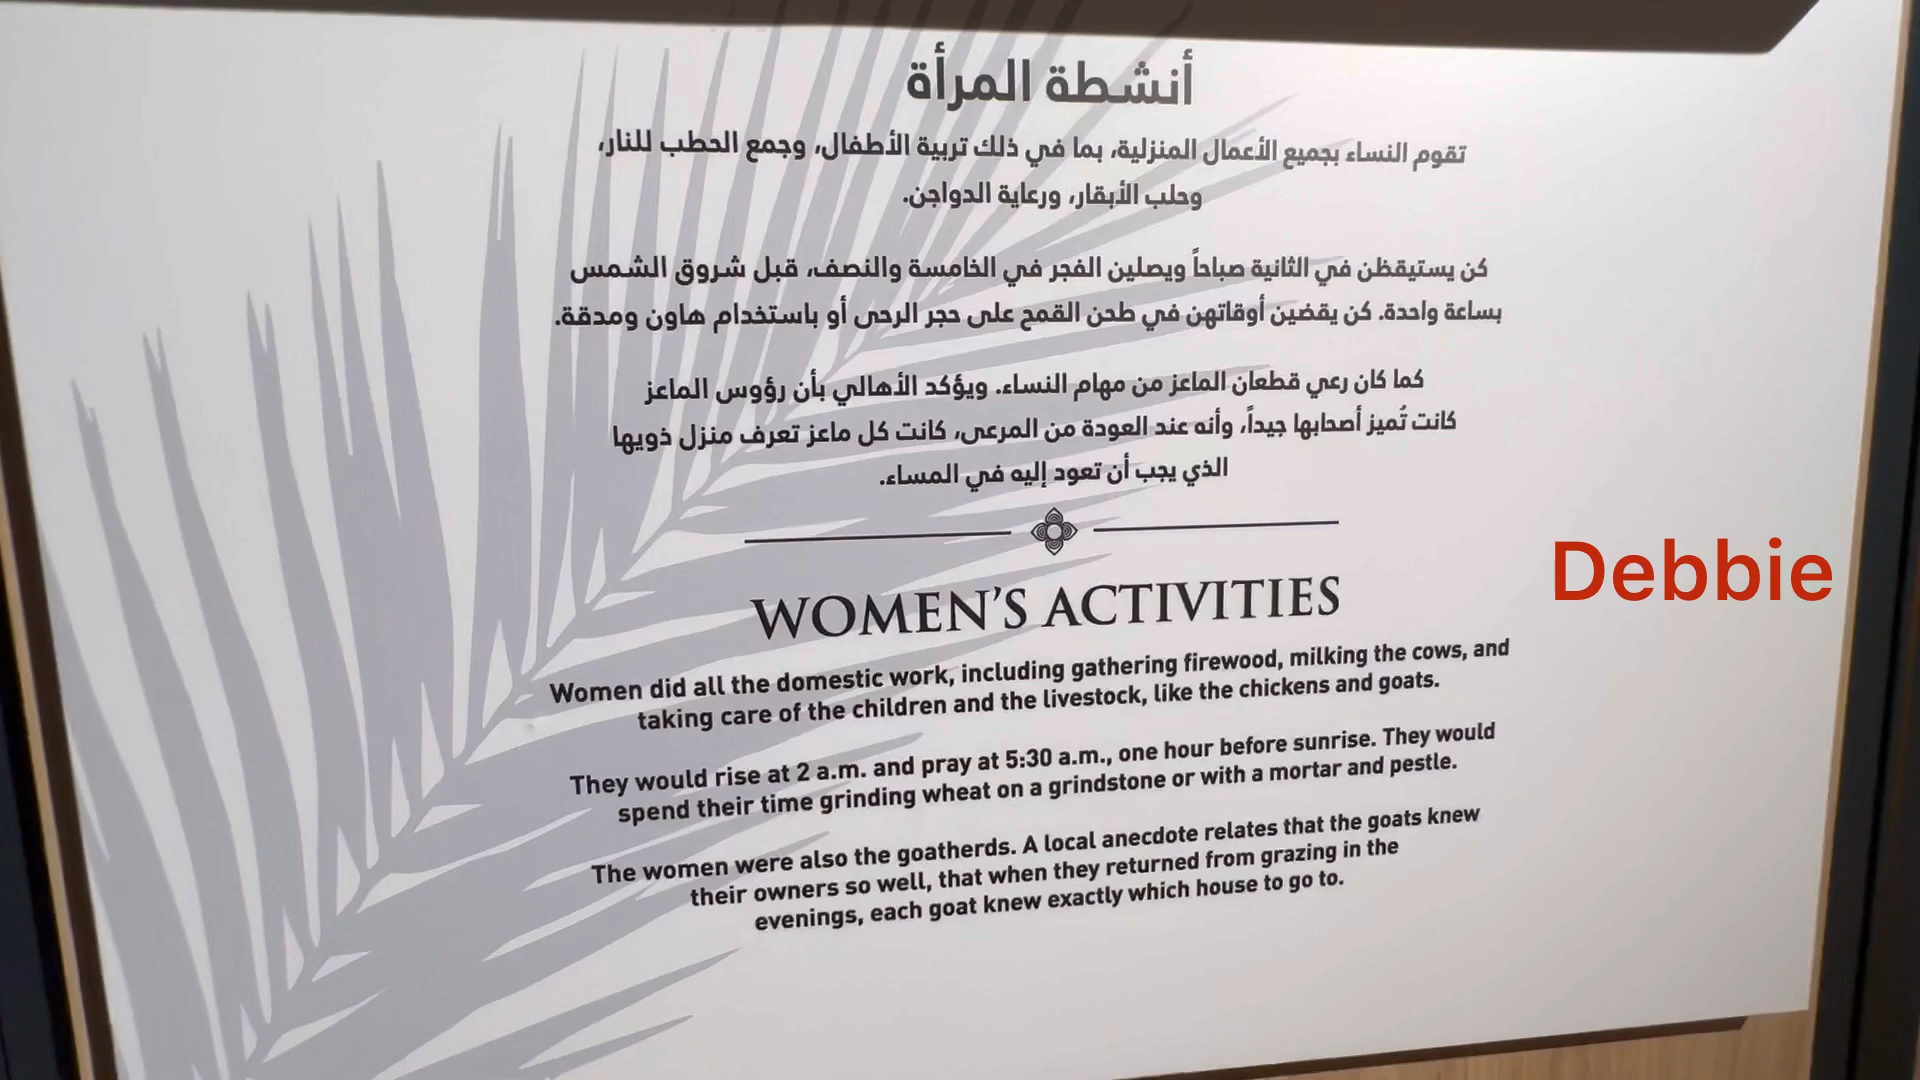 أنشطة المرأة
تقوم النساء بجميع الأعمال المنزلية، بما في ذلك تربية الأطفال، وجمع الحطب للنار،
وحلب الأبقار، ورعاية الدواجن.
كن يستيقظن في الثانية صباحاً ويصلين الفجر في الخامسة والنصف، قبل شروق الشمس
بساعة واحدة. كن يقضين أوقاتهن في طحن القمح على حجر الرحى أو باستخدام هاون ومدقة.
كما كان رعي قطعان الماعز من مهام النساء. ويؤكد الأهالي بأن رؤوس الماعز
كانت تُميز أصحابها جيداً، وأنه عند العودة من المرعى، كانت كل ماعز تعرف منزل ذويها
الذي يجب أن تعود إليه في المساء.
WOMEN'S ACTIVITIES
Women did all the domestic work, including gathering firewood, milking the cows, and
taking care of the children and the livestock, like the chickens and goats.
They would rise at 2 a.m. and pray at 5:30 a.m., one hour before sunrise. They would
spend their time grinding wheat on a grindstone or with a mortar and pestle.
The women were also the goatherds. A local anecdote relates that the goats knew
their owners so well, that when they returned from grazing in the
evenings, each goat knew exactly which house to go to.
Debbie